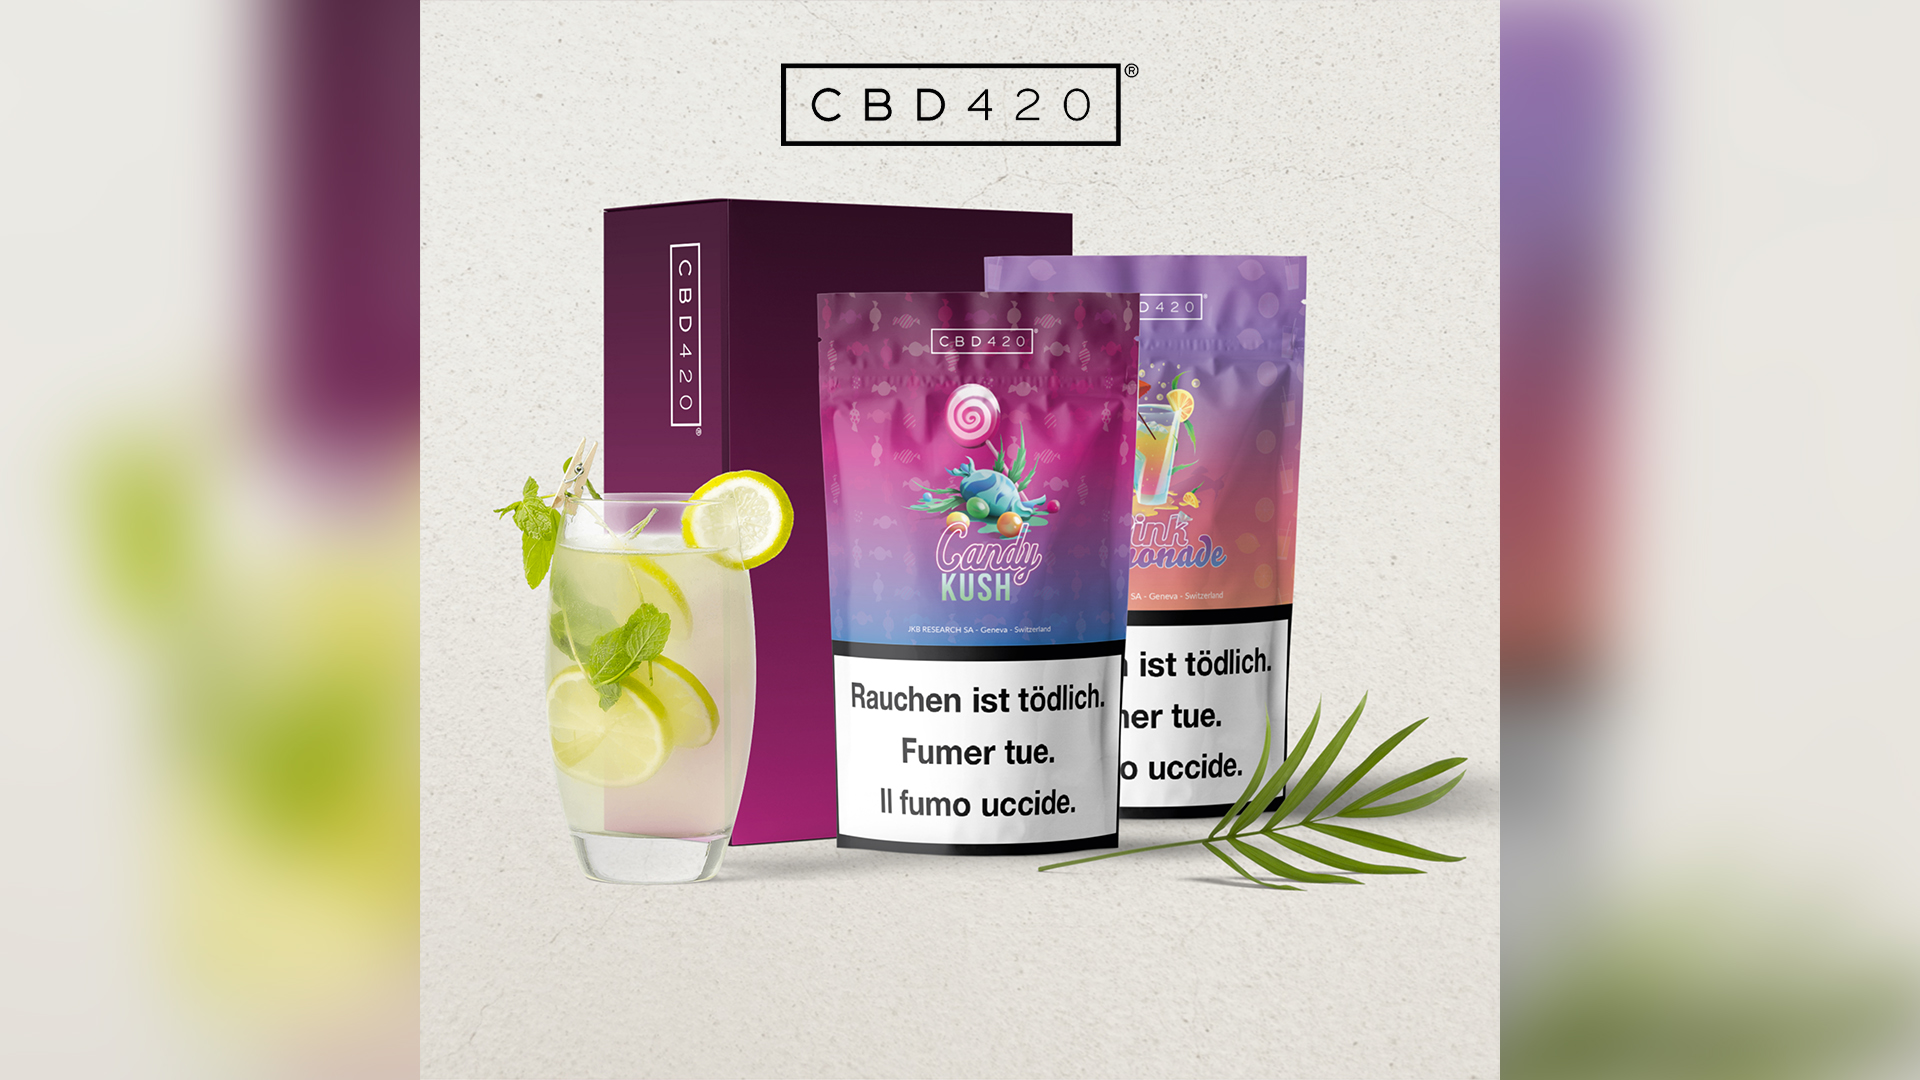 CBD420®
CBD420®
CBD420
Candy
KUSH
JKB RESEARCH SA - Geneva - Switzerland
Rauchen ist tödlich.
Fumer tue.
Il fumo uccide.
D420
SA - Geneva - Switzerland
ist tödlich.
tue.
uccide.